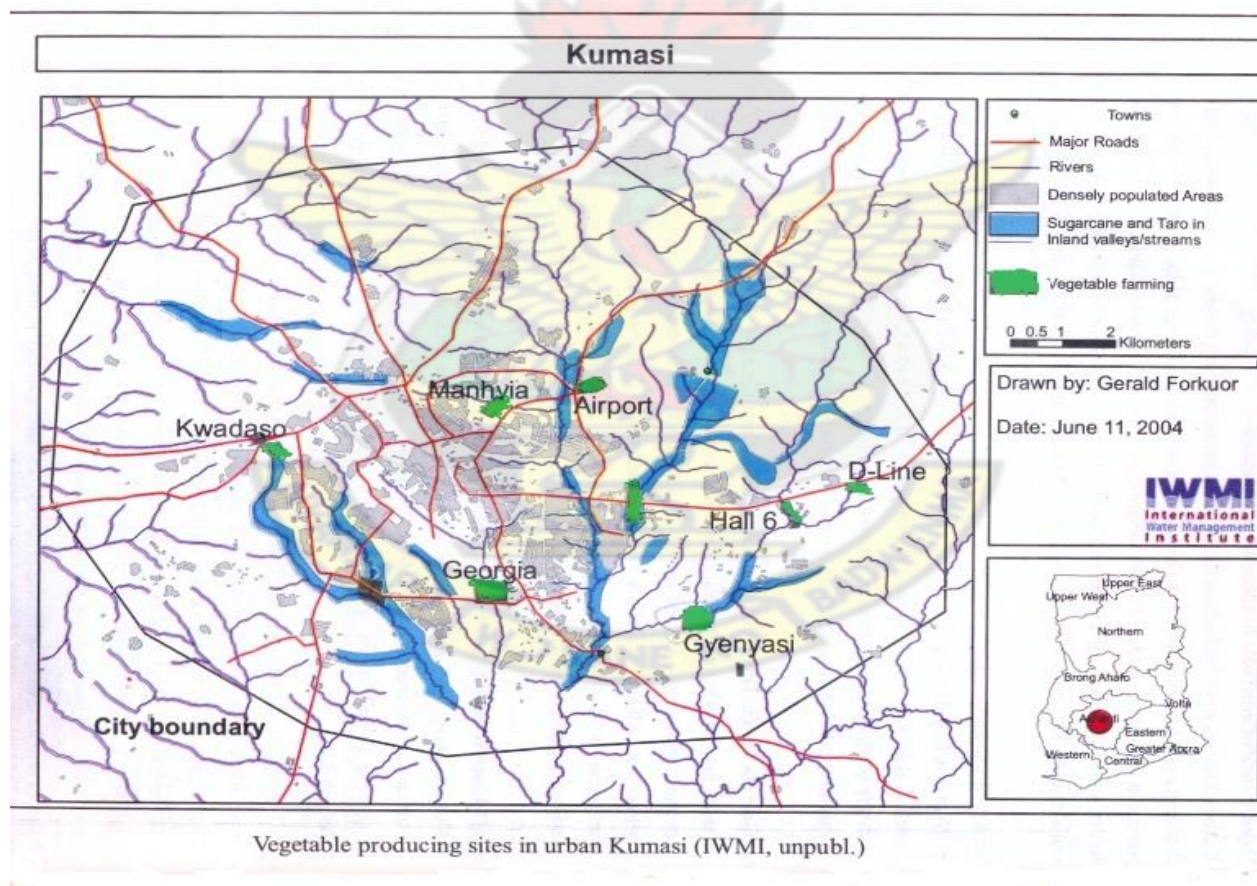 Kumasi
Towns
Major Roads
Rivers
Densely populated Areas
Sugarcane and Taro in
Inland valleys/streams
Vegetable farming
0 0.5 1 2
Kilometers
Drawn by: Gerald Forkuor
Date: June 11, 2004
IWMI
International
Water Management
Institute
Manhyia
Airport
Kwadaso
D-Line
Hall 6
Georgia
Gyenyasi
City boundary
Upper East
Upper West
Northern
Brong Ahafo
Volta
Eastern
Greater Accra
Western
Central
BADWENMA
Vegetable producing sites in urban Kumasi (IWMI, unpubl.)